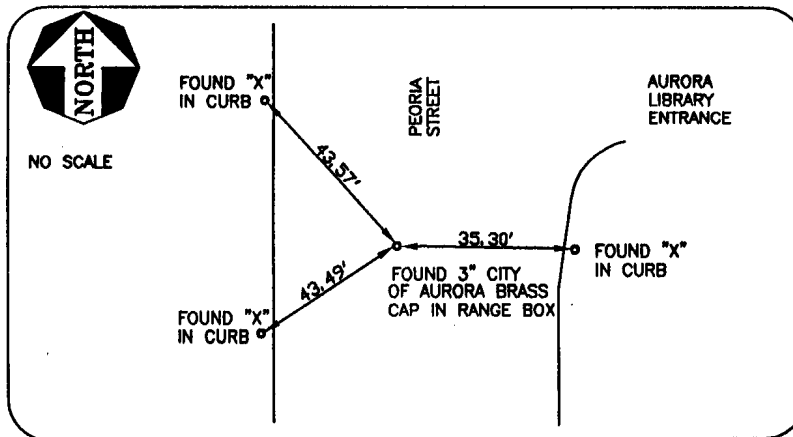 NORTH
NO SCALE
FOUND "X"
IN CURB
43.57'
PEORIA
STREET
AURORA
LIBRARY
ENTRANCE
35.30'
FOUND "X"
IN CURB
FOUND 3" CITY
OF AURORA BRASS
CAP IN RANGE BOX
43.49'
FOUND "X"
IN CURB